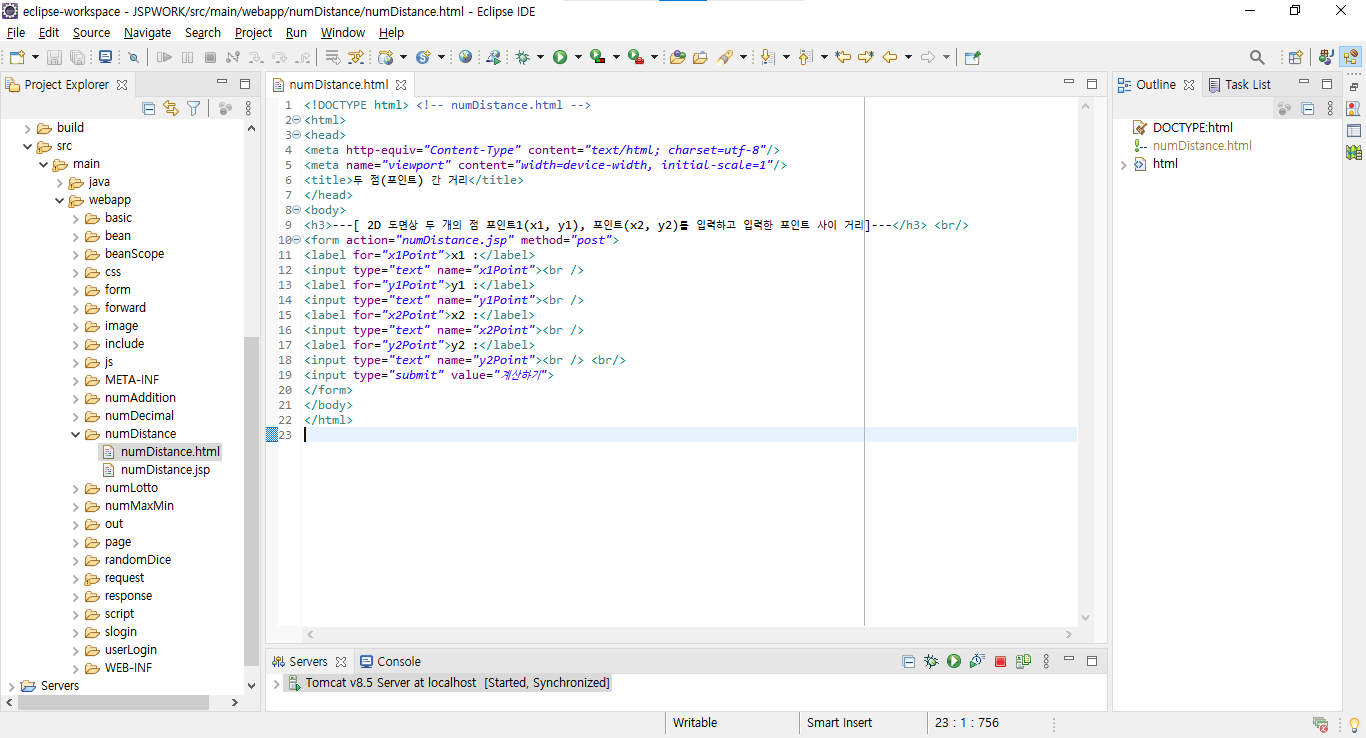 eclipse-workspace - JSPWORK/src/main/webapp/numDistance/numDistance.html - Eclipse IDE
File Edit Source Navigate Search Project Run Window Help
Project Explorer
build
src
main
java
webapp
basic
bean
beanScope
css
form
forward
image
include
js
META-INF
numAddition
numDecimal
numDistance
numDistance.html
numDistance.jsp
numLotto
numMaxMin
out
page
randomDice
request
response
script
slogin
userLogin
WEB-INF
Servers
numDistance.html
1 <!DOCTYPE html> <!-- numDistance.html -->
2 <html>
3 <head>
4 <meta http-equiv="Content-Type" content="text/html; charset=utf-8"/>
5 <meta name="viewport" content="width=device-width, initial-scale=1"/>
6 <title>두 점(포인트) 간 거리</title>
7 </head>
8 <body>
9 <h3>---[ 2D 도면상 두 개의 점 포인트1(x1, y1), 포인트(x2, y2)를 입력하고 입력한 포인트 사이 거리]---</h3> <br/>
10 <form action="numDistance.jsp" method="post">
11 <label for="x1Point">x1 :</label>
12 <input type="text" name="x1Point"><br />
13 <label for="y1Point">y1 :</label>
14 <input type="text" name="y1Point"><br />
15 <label for="x2Point">x2 :</label>
16 <input type="text" name="x2Point"><br />
17 <label for="y2Point">y2 :</label>
18 <input type="text" name="y2Point"><br /> <br/>
19 <input type="submit" value="계산하기">
20 </form>
21 </body>
22 </html>
23
Servers Console
Tomcat v8.5 Server at localhost [Started, Synchronized]
Outline Task List
DOCTYPE:html
numDistance.html
html
Writable Smart Insert 23 : 1 : 756